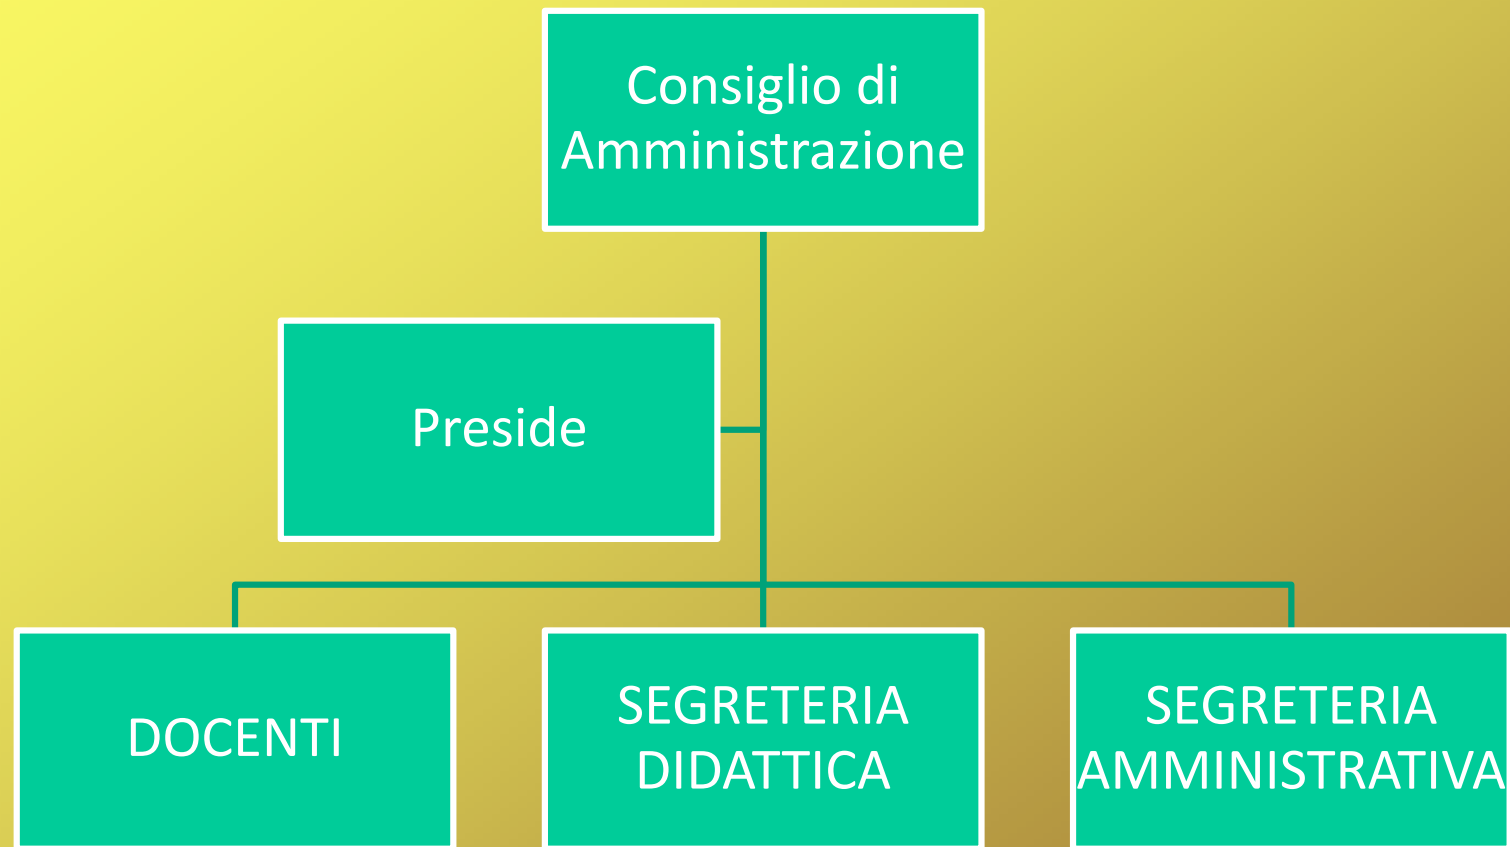 Consiglio di
Amministrazione
Preside
DOCENTI
SEGRETERIA
DIDATTICA
SEGRETERIA
AMMINISTRATIVA